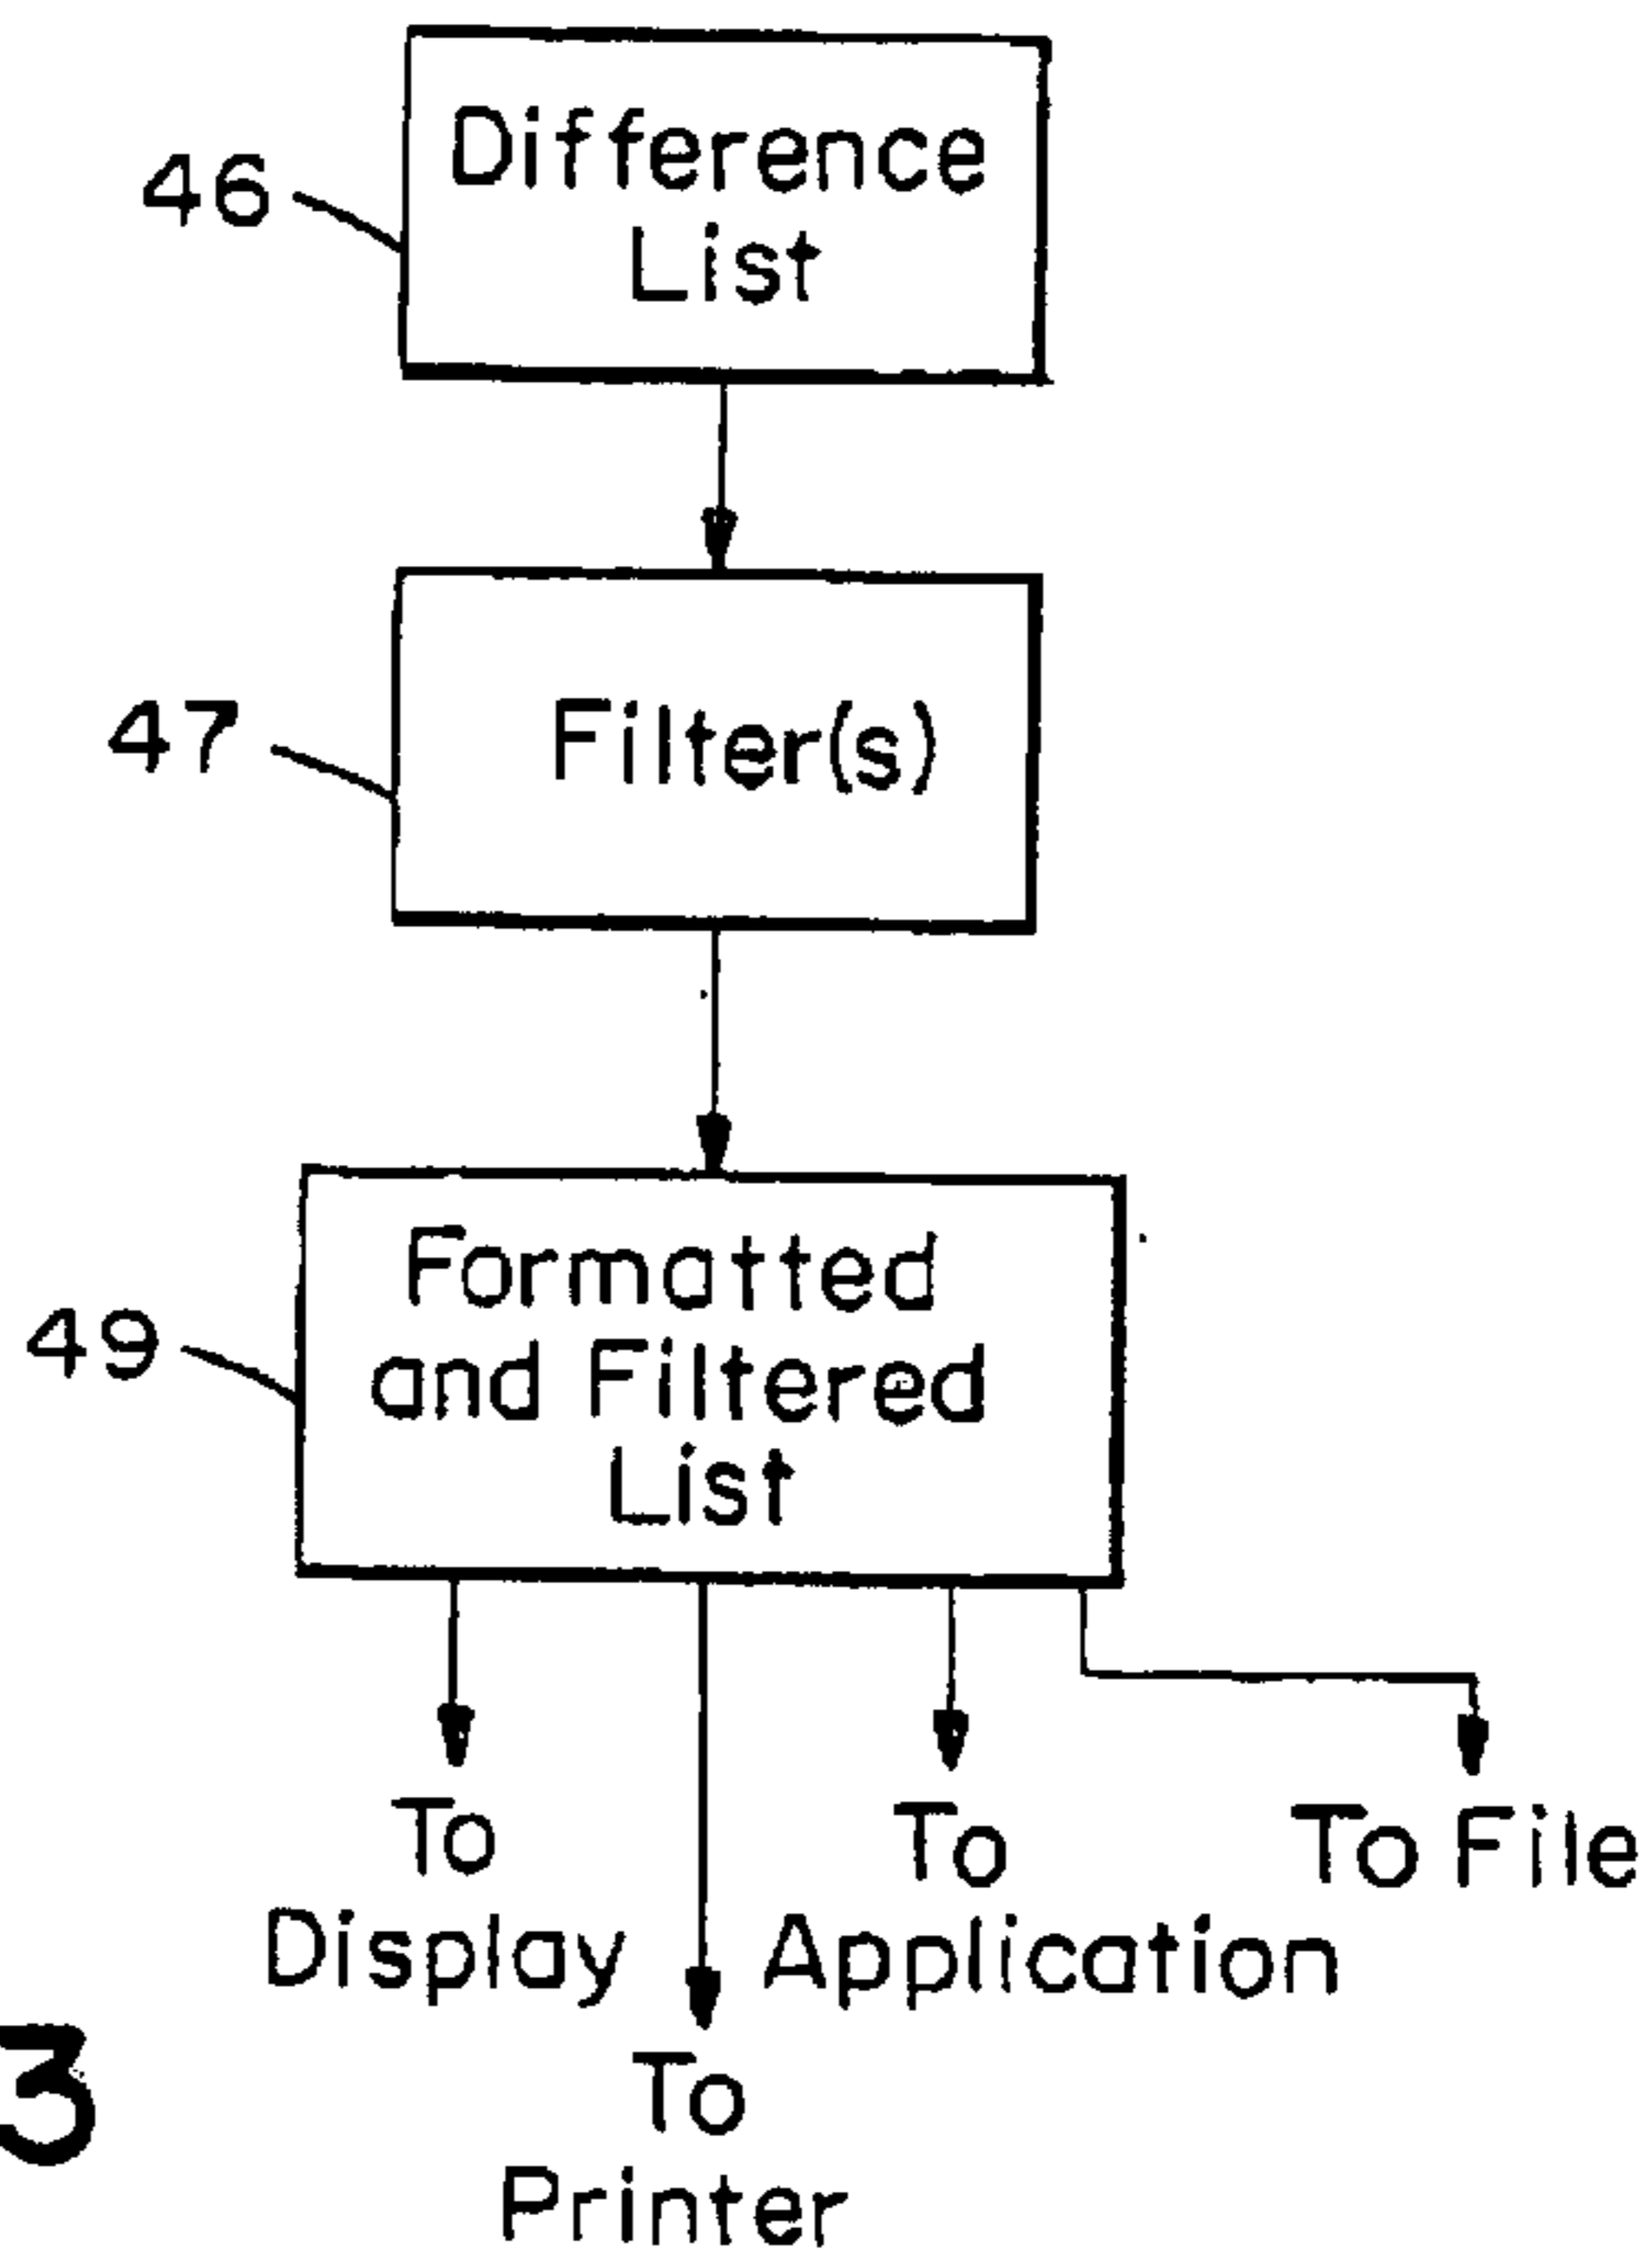 46
Difference
List
47
Filter(s)
49
Formatted
and Filtered
List
To
Display
To
Application
To File
To
Printer
3